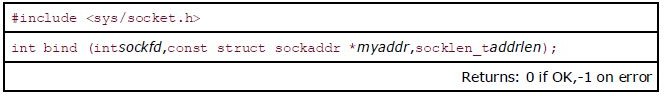 #include <sys/socket.h>
int bind (intsockfd,const struct sockaddr *myaddr,socklen_taddrlen);
Returns: 0 if OK,-1 on error